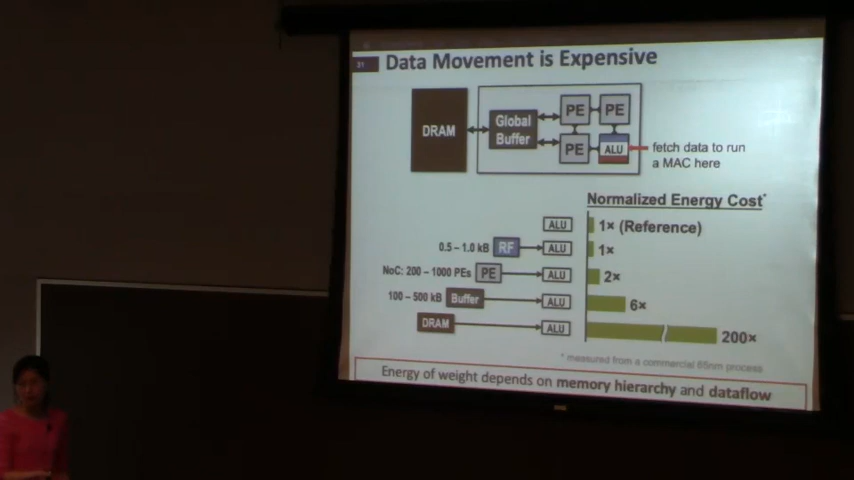 31
Data Movement is Expensive
DRAM
Global
Buffer
PE
PE
PE
ALU
fetch data to run
a MAC here
Normalized Energy Cost*
ALU
1× (Reference)
0.5 – 1.0 kB
RF
ALU
1×
NoC: 200 – 1000 PEs
PE
ALU
2×
100 – 500 kB
Buffer
ALU
6×
DRAM
ALU
200×
* measured from a commercial 65nm process
Energy of weight depends on memory hierarchy and dataflow